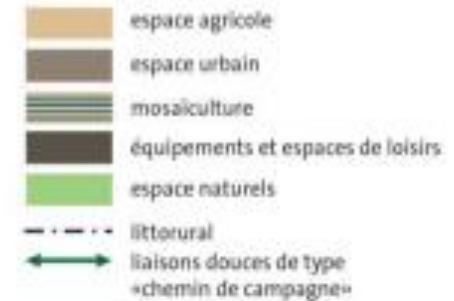 espace agricole
espace urbain
mosaïculture
équipements et espaces de loisirs
espace naturels
littorural
liaisons douces de type
«chemin de campagne»